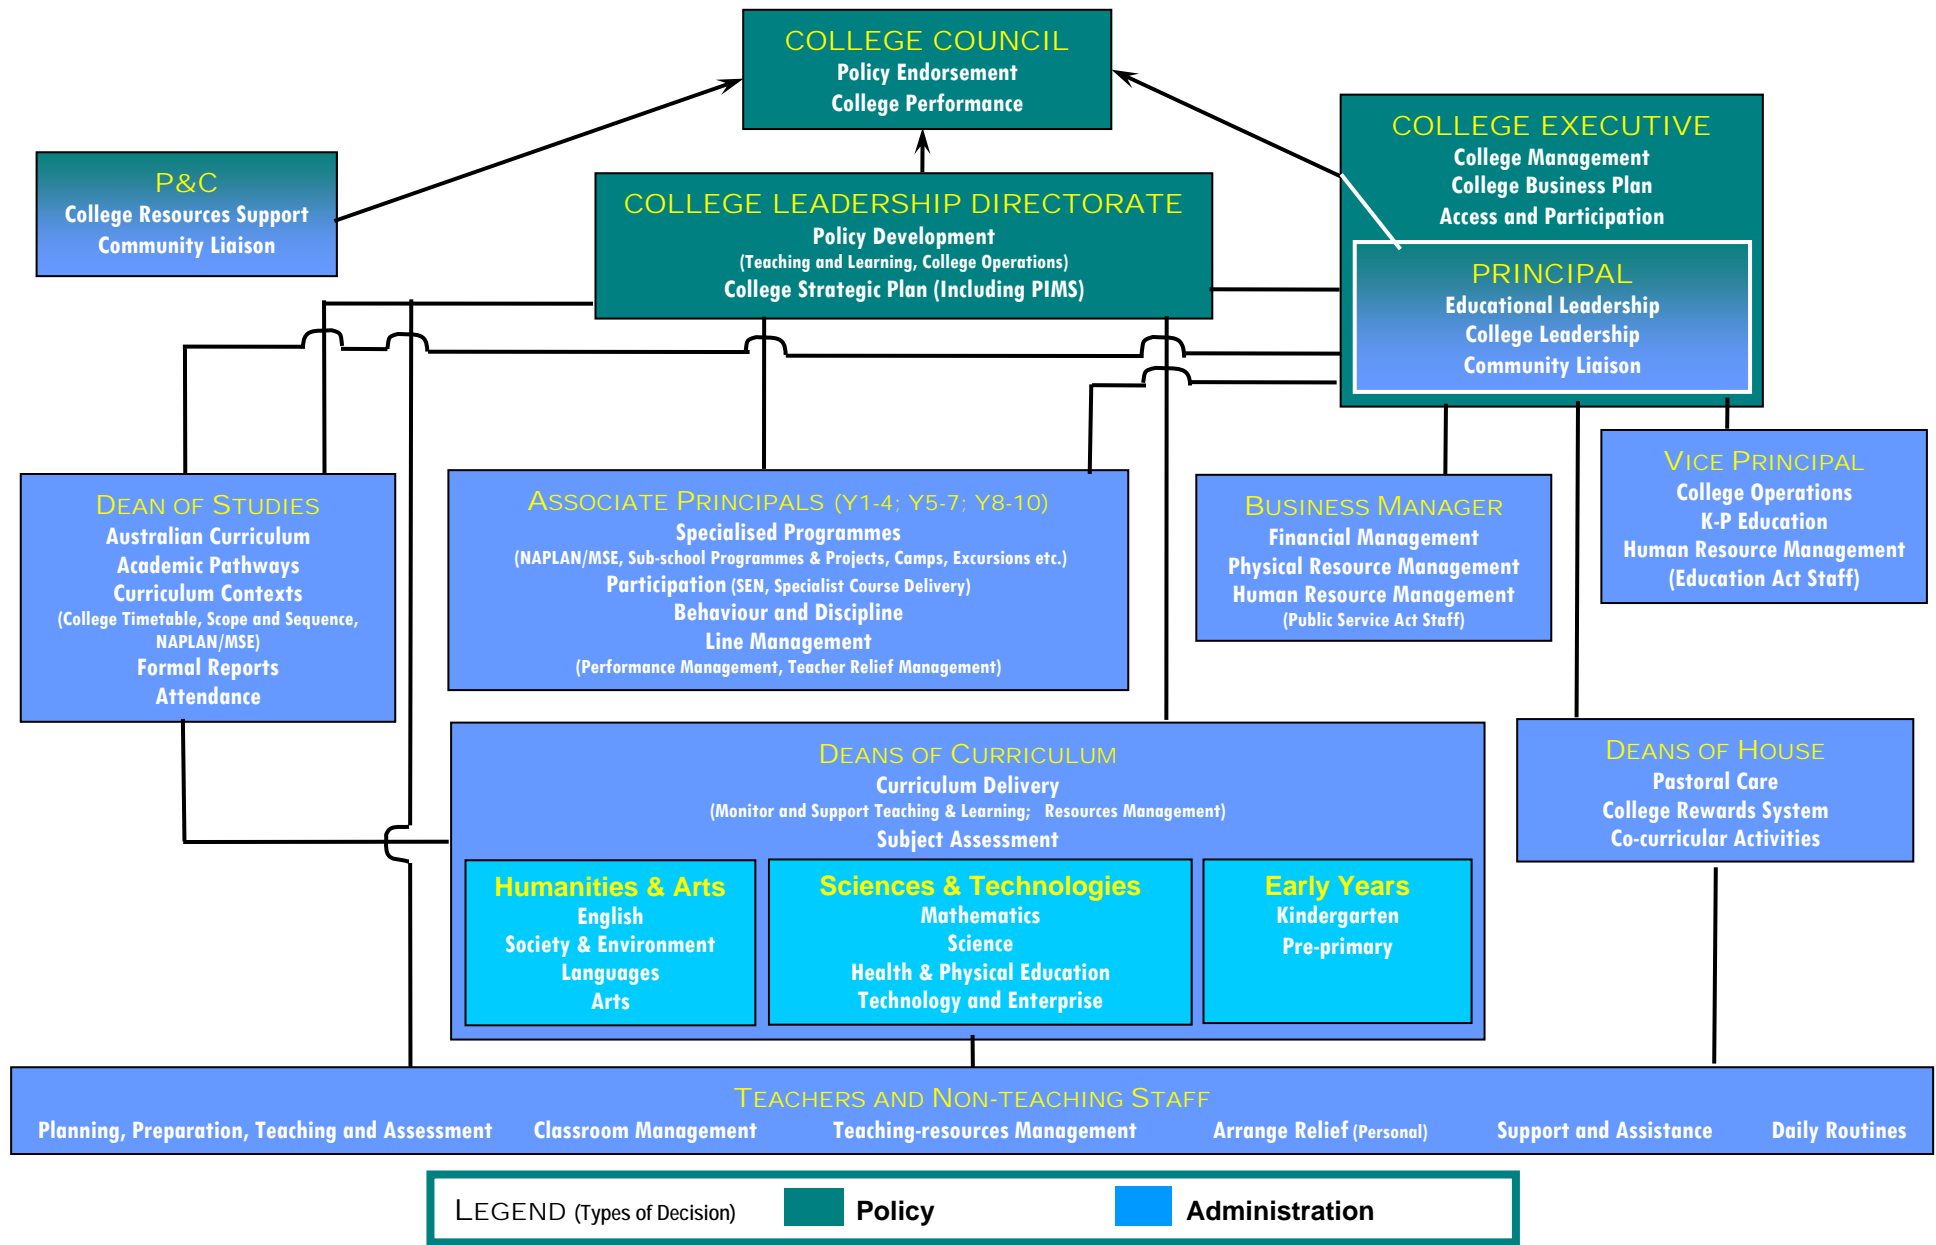 COLLEGE COUNCIL
Policy Endorsement
College Performance
P&C
College Resources Support
Community Liaison
COLLEGE LEADERSHIP DIRECTORATE
Policy Development
(Teaching and Learning, College Operations)
College Strategic Plan (Including PIMS)
COLLEGE EXECUTIVE
College Management
College Business Plan
Access and Participation
PRINCIPAL
Educational Leadership
College Leadership
Community Liaison
DEAN OF STUDIES
Australian Curriculum
Academic Pathways
Curriculum Contexts
(College Timetable, Scope and Sequence,
NAPLAN/MSE)
Formal Reports
Attendance
ASSOCIATE PRINCIPALS (Y1-4; Y5-7; Y8-10)
Specialised Programmes
(NAPLAN/MSE, Sub-school Programmes & Projects, Camps, Excursions etc.)
Participation (SEN, Specialist Course Delivery)
Behaviour and Discipline
Line Management
(Performance Management, Teacher Relief Management)
BUSINESS MANAGER
Financial Management
Physical Resource Management
Human Resource Management
(Public Service Act Staff)
VICE PRINCIPAL
College Operations
K-P Education
Human Resource Management
(Education Act Staff)
DEANS OF CURRICULUM
Curriculum Delivery
(Monitor and Support Teaching & Learning; Resources Management)
Subject Assessment
Humanities & Arts
English
Society & Environment
Languages
Arts
Sciences & Technologies
Mathematics
Science
Health & Physical Education
Technology and Enterprise
Early Years
Kindergarten
Pre-primary
DEANS OF HOUSE
Pastoral Care
College Rewards System
Co-curricular Activities
TEACHERS AND NON-TEACHING STAFF
Planning, Preparation, Teaching and Assessment Classroom Management Teaching-resources Management Arrange Relief (Personal) Support and Assistance Daily Routines
LEGEND (Types of Decision) Policy Administration